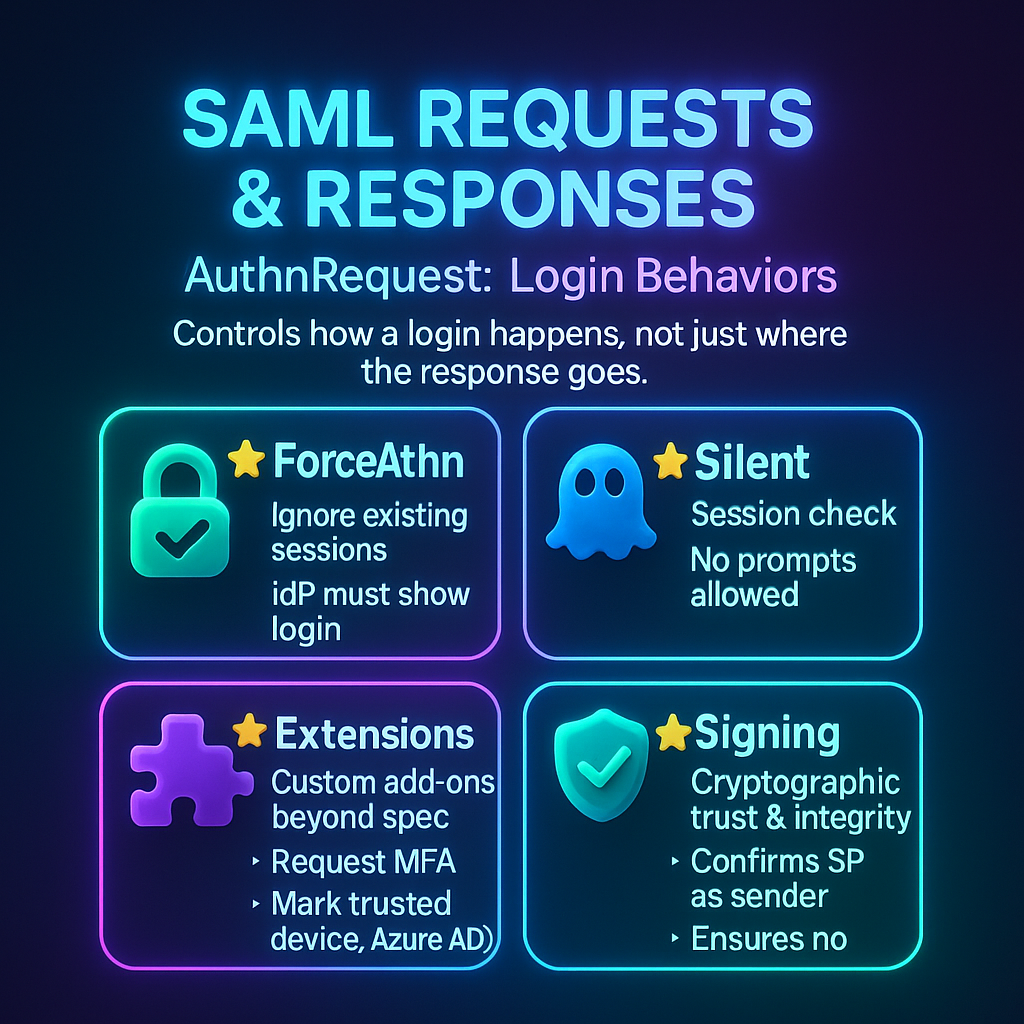 SAML REQUESTS
& RESPONSES
AuthnRequest: Login Behaviors
Controls how a login happens, not just where
the response goes.
ForceAthn
Ignore existing
sessions
idP must show
login
Silent
Session check
No prompts
allowed
Extensions
Custom add-ons
beyond spec
‣ Request MFA
‣ Mark trusted
device, Azure AD)
Signing
Cryptographic
trust & integrity
‣ Confirms SP
as sender
‣ Ensures no